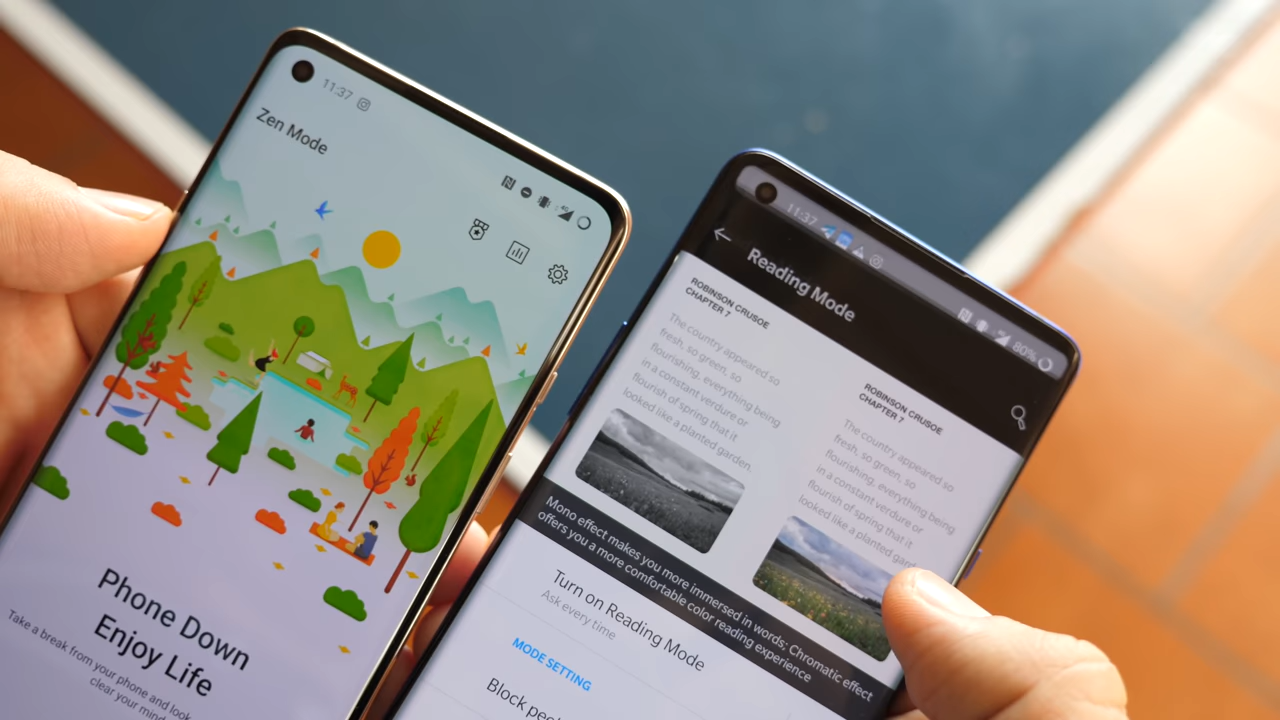 11:37
Zen Mode
4G
Phone Down
Enjoy Life
Take a break from your phone and look
clear your mind
11:37
4G
80%
Reading Mode
ROBINSON CRUSOE
CHAPTER 7
The country appeared so
fresh, so green, so
flourishing, everything being
in a constant verdure or
flourish of spring that it
looked like a planted garden.
ROBINSON CRUSOE
CHAPTER 7
The country appeared so
fresh, so green, so
flourishing, everything being
in a constant verdure or
flourish of spring that it
looked like a planted gard
Mono effect makes you more immersed in words; Chromatic effect
offers you a more comfortable color reading experience
Turn on Reading Mode
Ask every time
MODE SETTING
Block